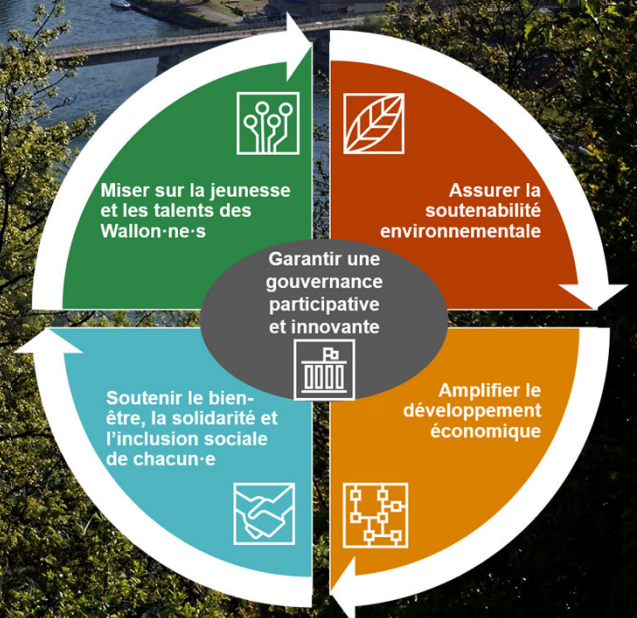 Miser sur la jeunesse
et les talents des
Wallon·ne·s
Assurer la
soutenabilité
environnementale
Garantir une
gouvernance
participative
et innovante
Soutenir le bien-
être, la solidarité et
l'inclusion sociale
de chacun·e
Amplifier le
développement
économique